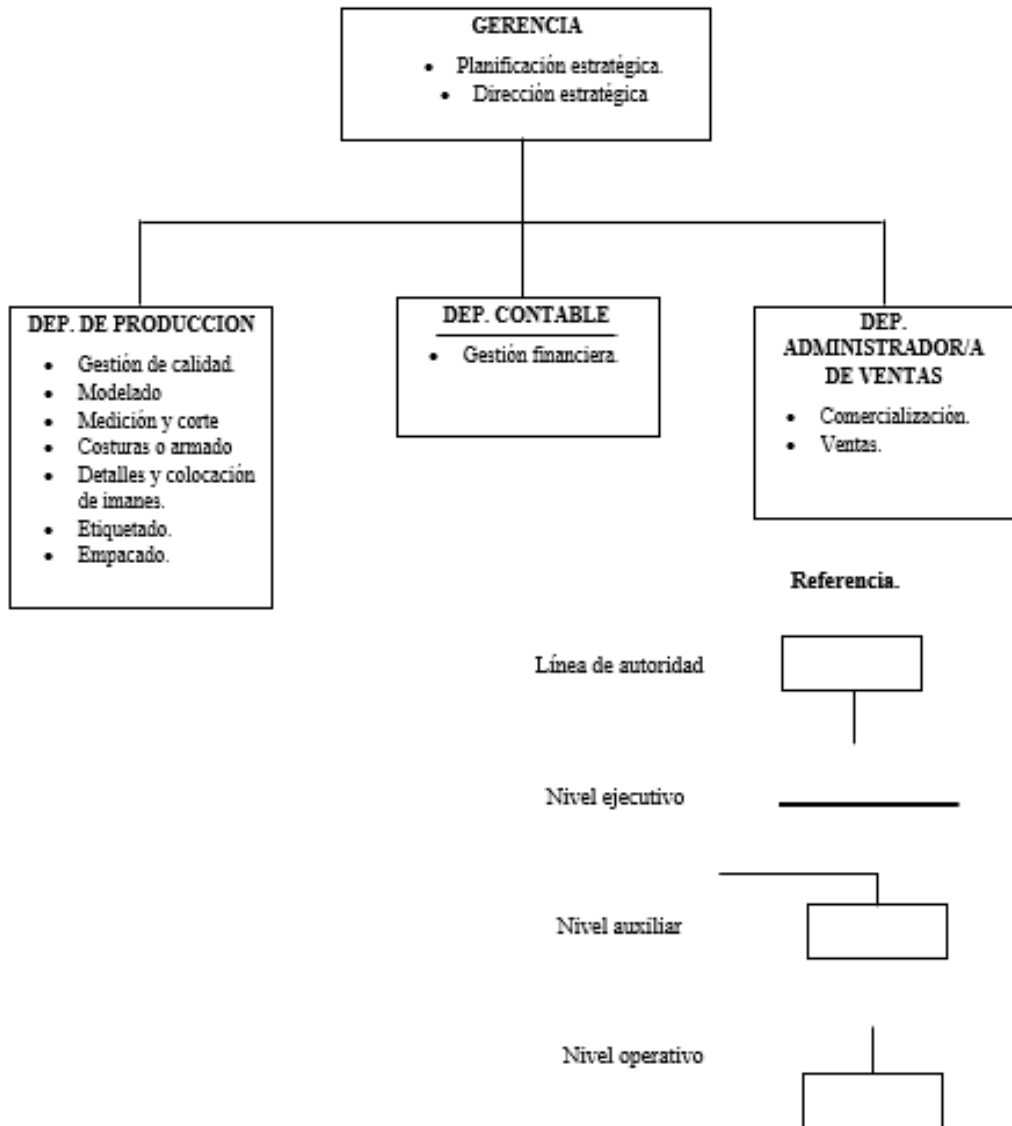 GERENCIA
• Planificación estratégica.
• Dirección estratégica
DEP. DE PRODUCCION
• Gestión de calidad.
• Modelado
• Medición y corte
• Costuras o armado
• Detalles y colocación
de imanes.
• Etiquetado.
• Empacado.
DEP. CONTABLE
• Gestión financiera.
DEP.
ADMINISTRADOR/A
DE VENTAS
• Comercialización.
• Ventas.
Referencia.
Línea de autoridad
Nivel ejecutivo
Nivel auxiliar
Nivel operativo